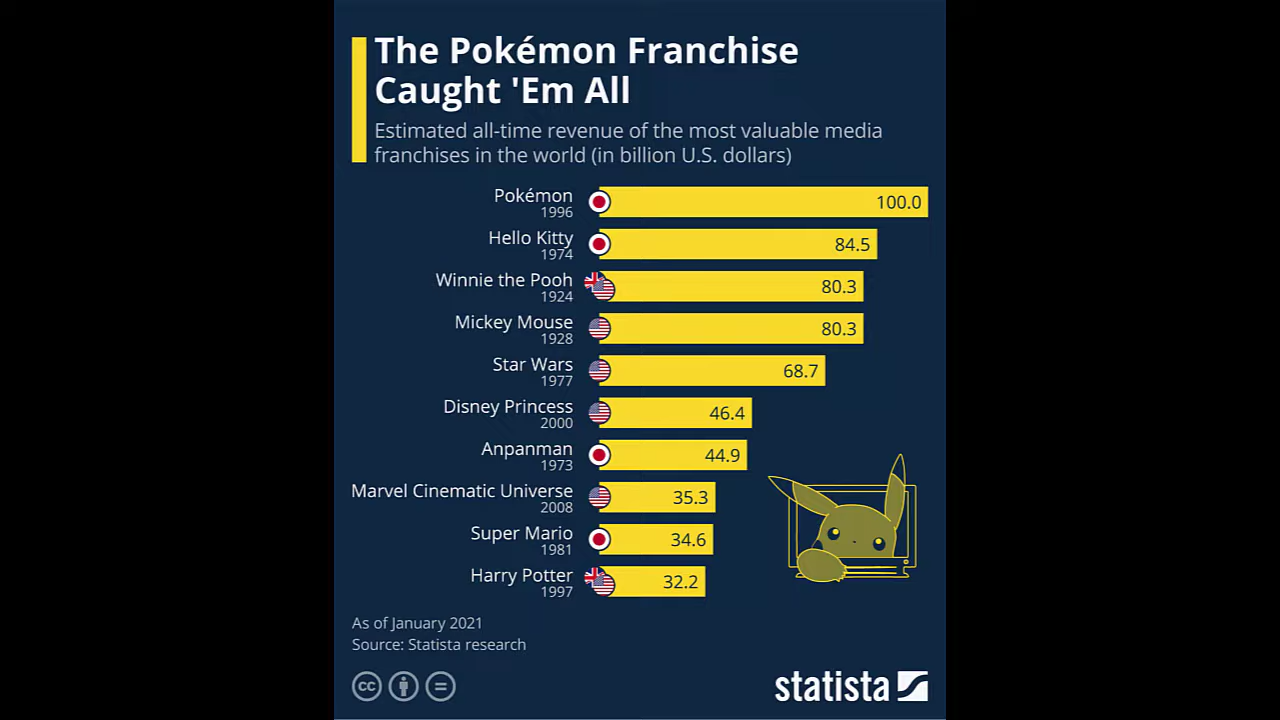 The Pokémon Franchise
Caught 'Em All
Estimated all-time revenue of the most valuable media
franchises in the world (in billion U.S. dollars)
Pokémon
1996
100.0
Hello Kitty
1974
84.5
Winnie the Pooh
1924
80.3
Mickey Mouse
1928
80.3
Star Wars
1977
68.7
Disney Princess
2000
46.4
Anpanman
1973
44.9
Marvel Cinematic Universe
2008
35.3
Super Mario
1981
34.6
Harry Potter
1997
32.2
As of January 2021
Source: Statista research
cc
statista